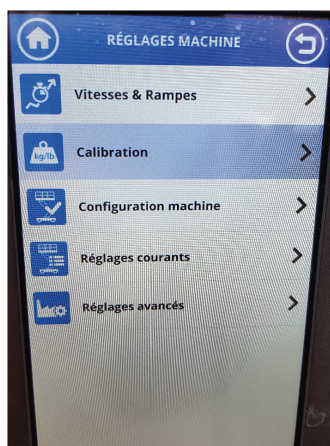 RÉGLAGES MACHINE
Vitesses & Rampes
kg/lb
Calibration
Configuration machine
Réglages courants
Réglages avancés